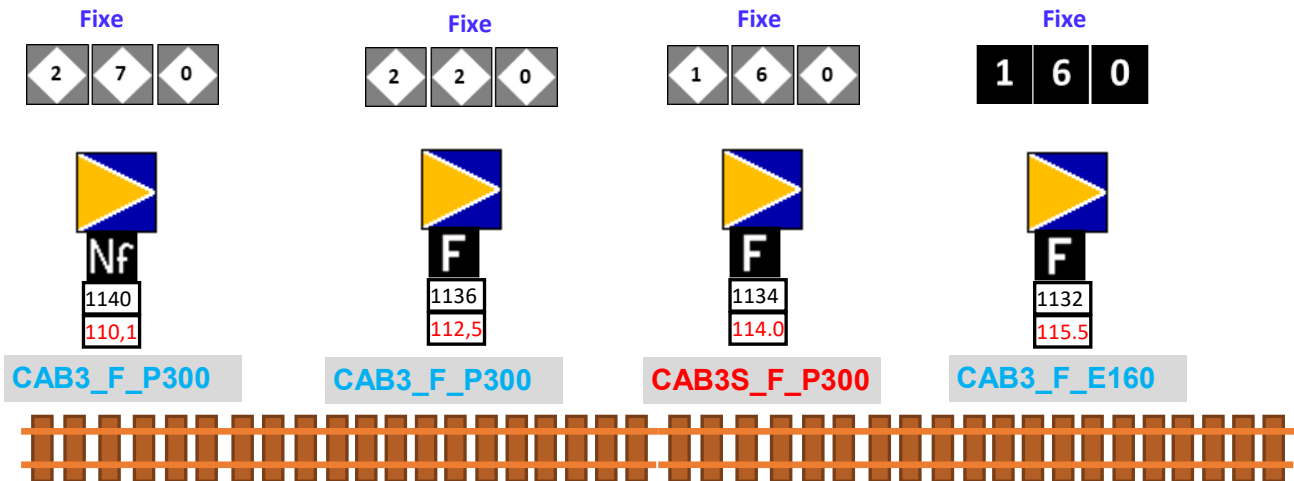 Fixe
2 7 0
Nf
1140
110,1
CAB3_F_P300
Fixe
2 2 0
F
1136
112,5
CAB3_F_P300
Fixe
1 6 0
F
1134
114.0
CAB3S_F_P300
Fixe
1 6 0
F
1132
115.5
CAB3_F_E160